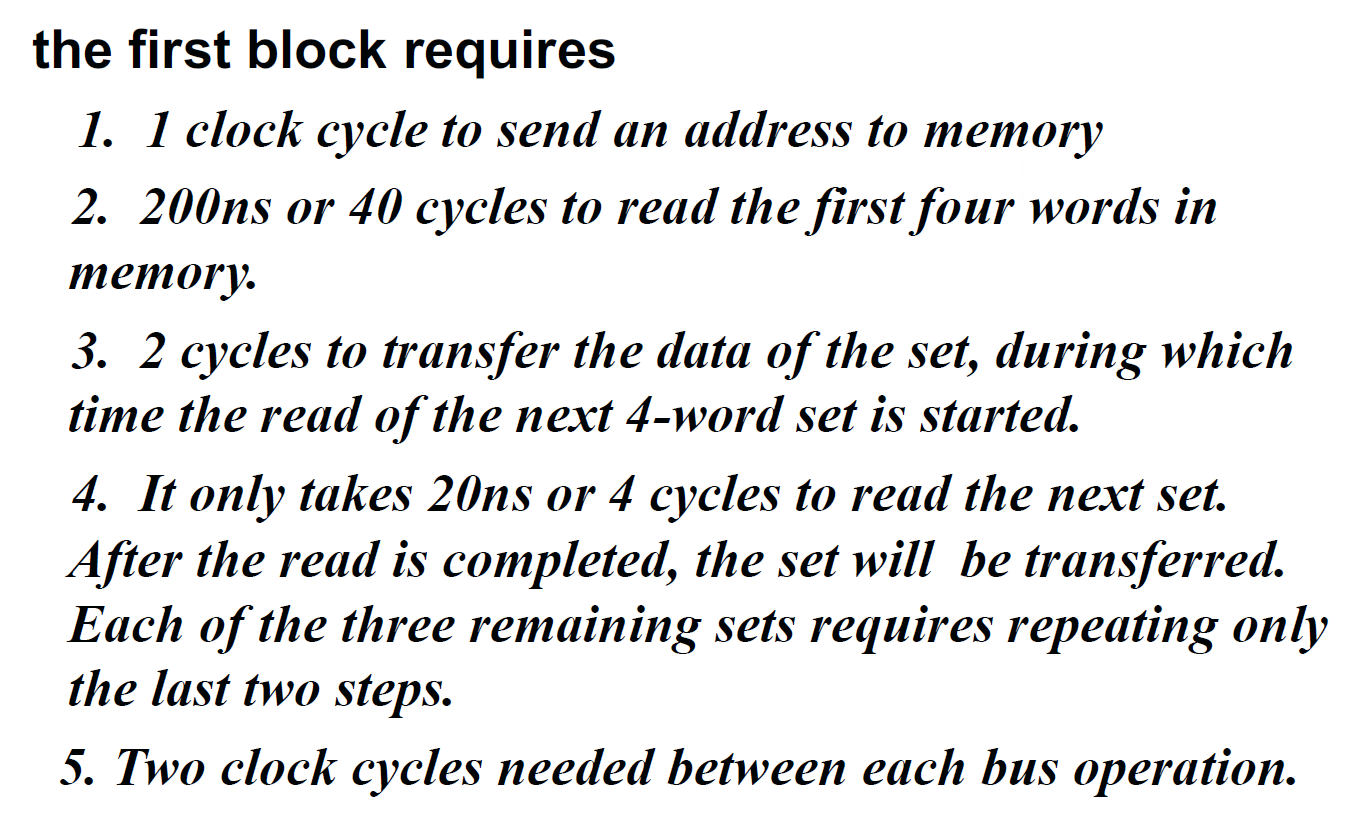 the first block requires
1. 1 clock cycle to send an address to memory
2. 200ns or 40 cycles to read the first four words in
memory.
3. 2 cycles to transfer the data of the set, during which
time the read of the next 4-word set is started.
4. It only takes 20ns or 4 cycles to read the next set.
After the read is completed, the set will be transferred.
Each of the three remaining sets requires repeating only
the last two steps.
5. Two clock cycles needed between each bus operation.